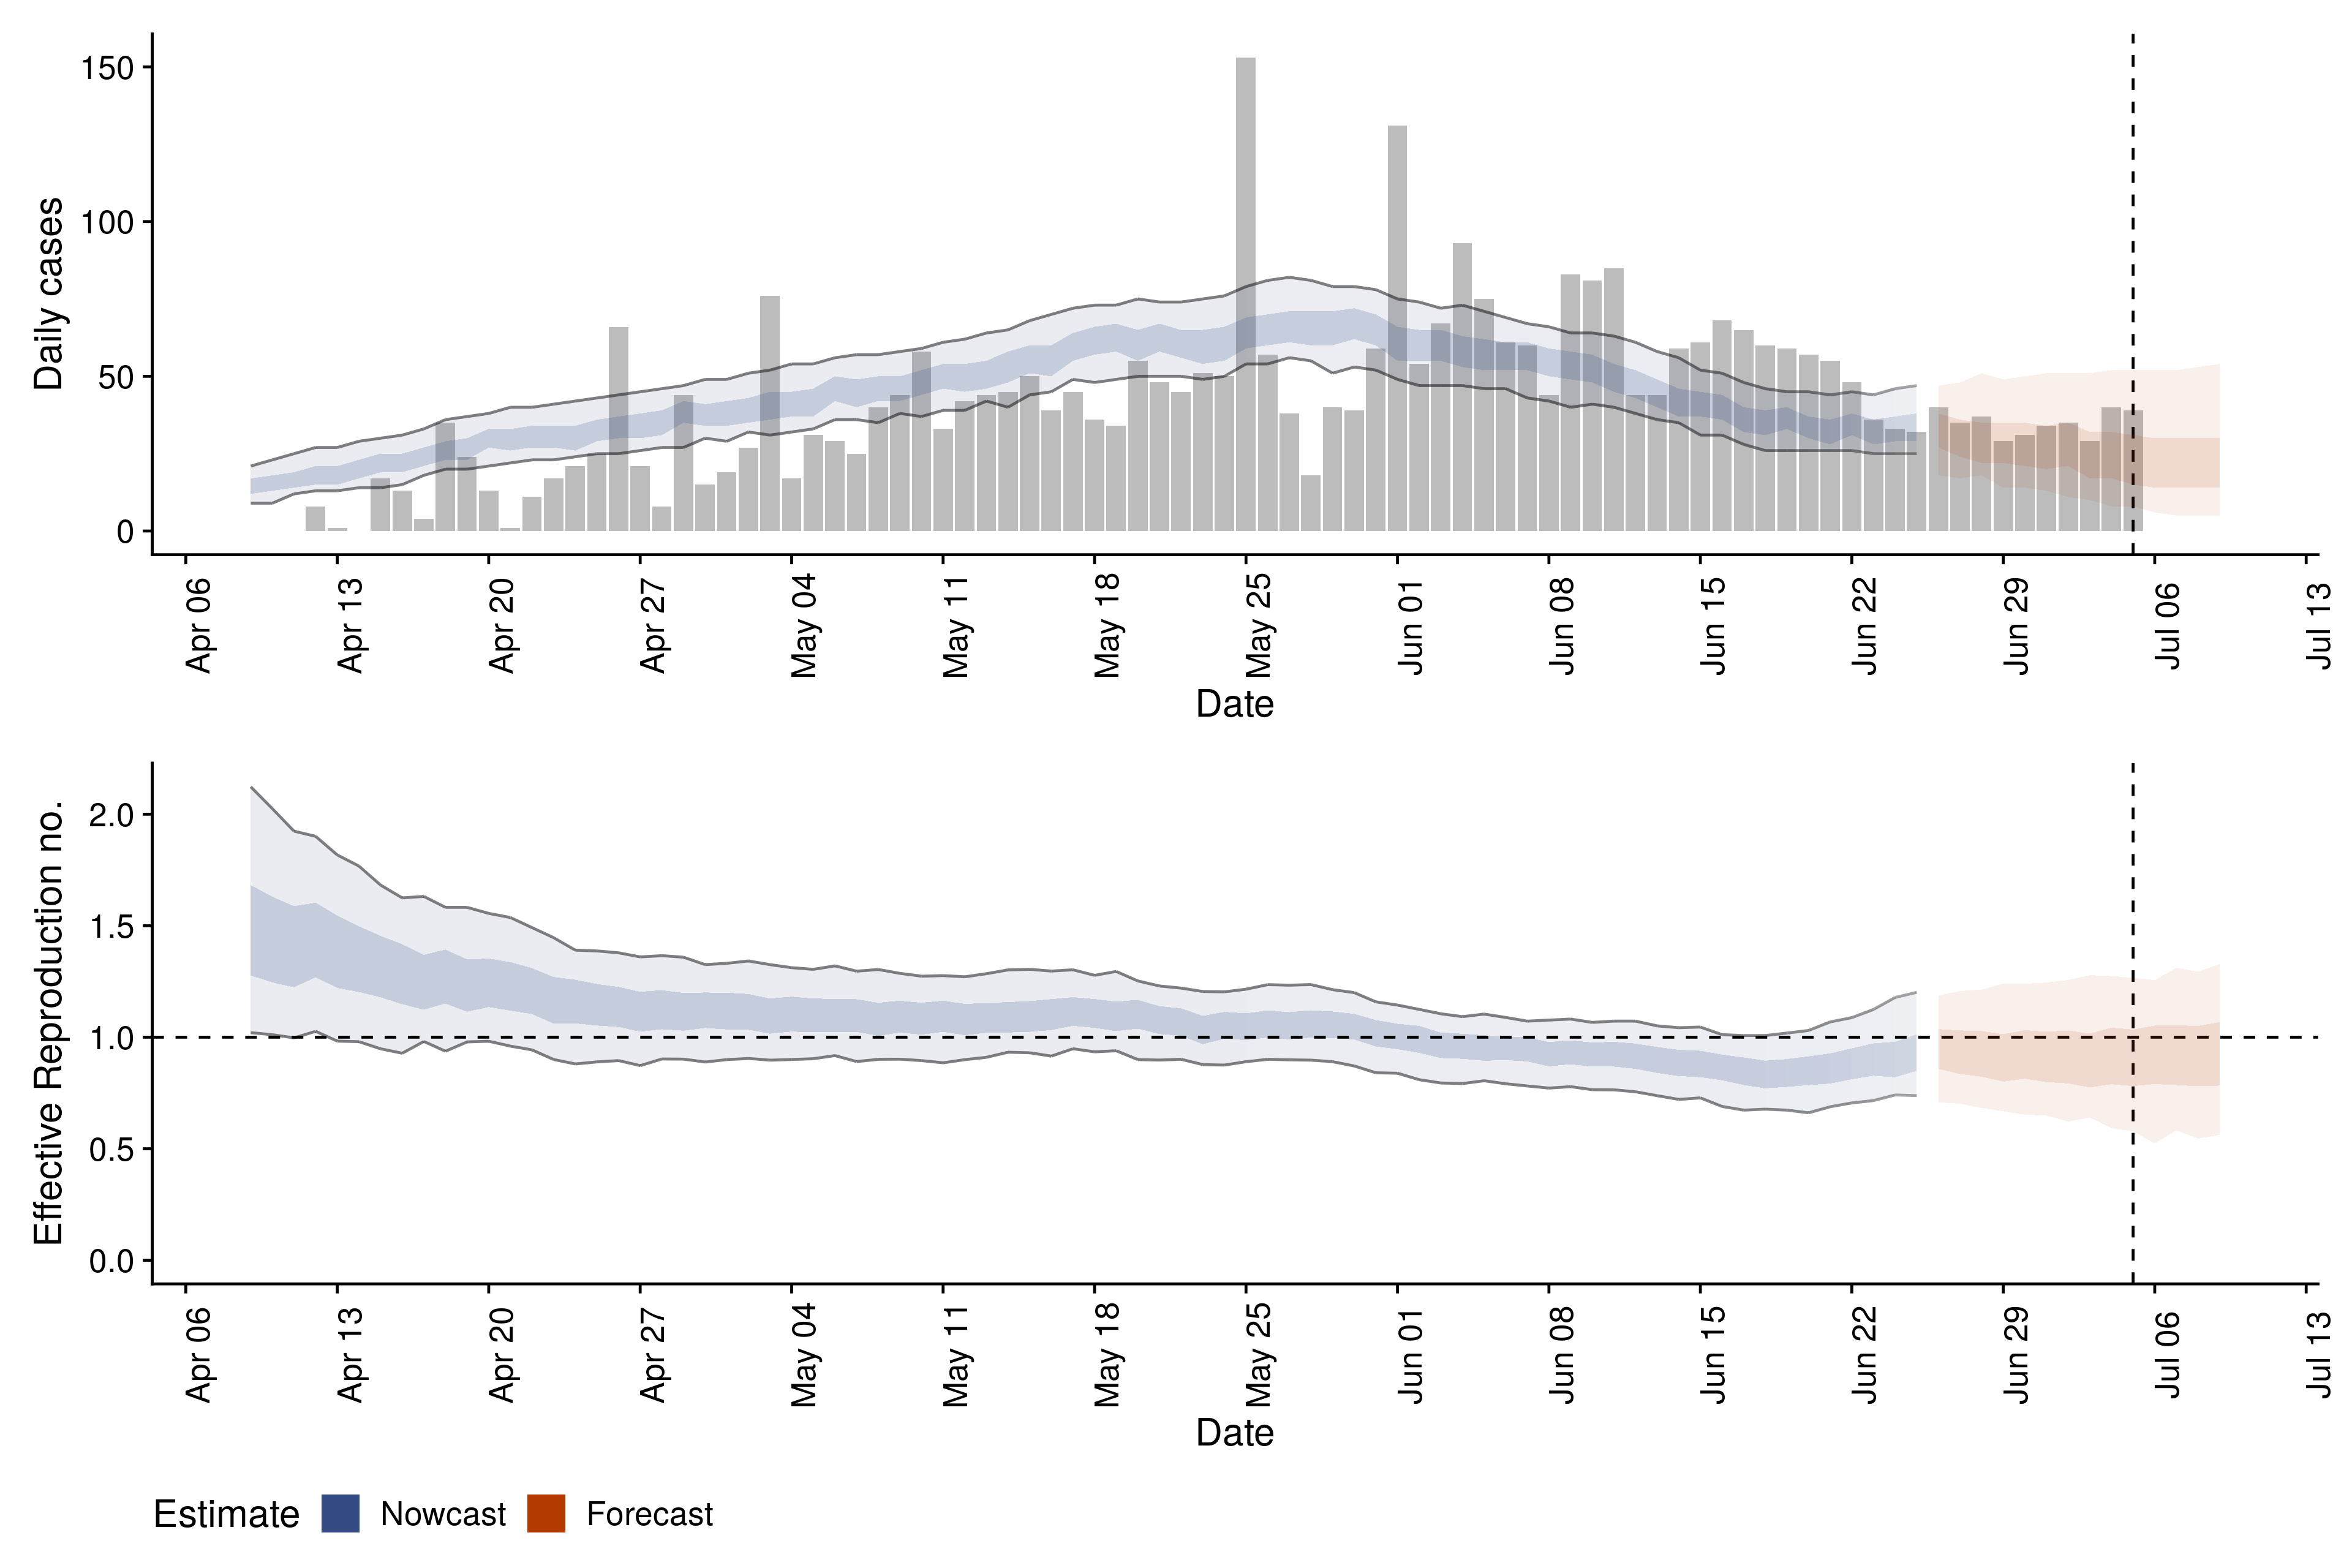 Daily cases
150
100
50
0
Apr 06
Apr 13
Apr 20
Apr 27
May 04
May 11
May 18
May 25
Jun 01
Jun 08
Jun 15
Jun 22
Jun 29
Jul 06
Jul 13
Date
Effective Reproduction no.
2.0
1.5
1.0
0.5
0.0
Apr 06
Apr 13
Apr 20
Apr 27
May 04
May 11
May 18
May 25
Jun 01
Jun 08
Jun 15
Jun 22
Jun 29
Jul 06
Jul 13
Date
Estimate Nowcast Forecast